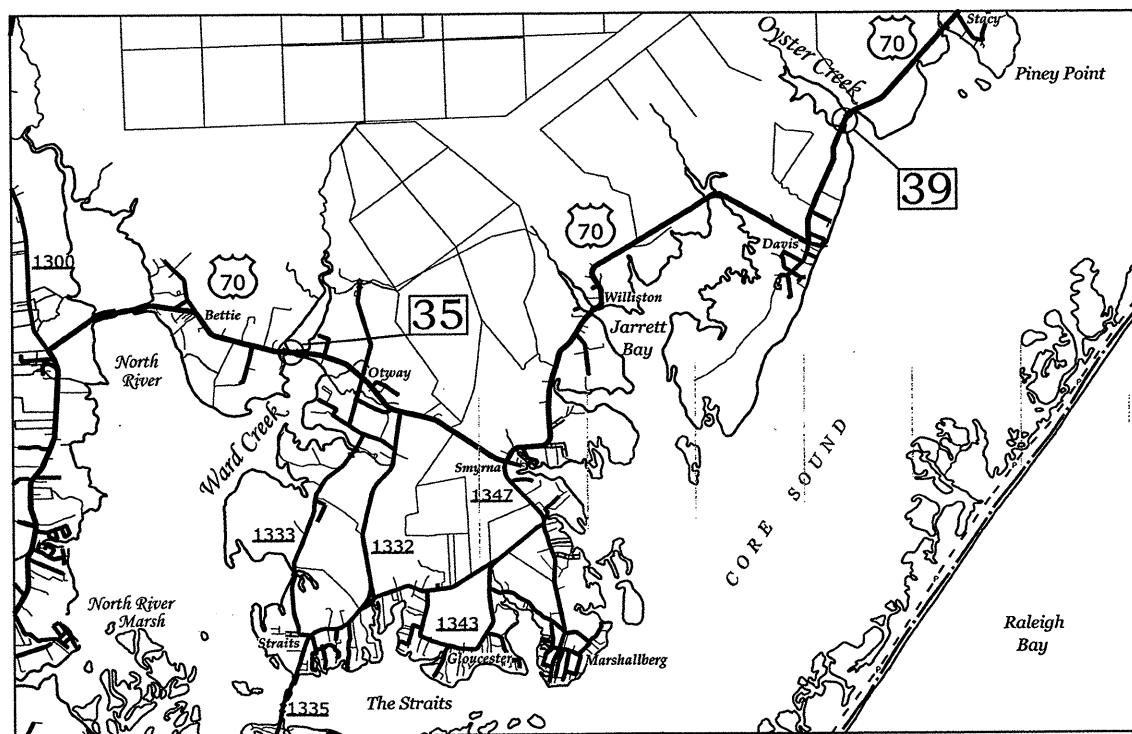 Stacy
Oyster Creek
70
Piney Point
39
70
Davis
1300
70
Bettie
35
Williston
Jarrett
Bay
North
River
Otway
Ward Creek
Smyrna
1347
CORE SOUND
1333
1332
North River
Marsh
1343
Straits
Gloucester
Marshallberg
Raleigh
Bay
The Straits
1335